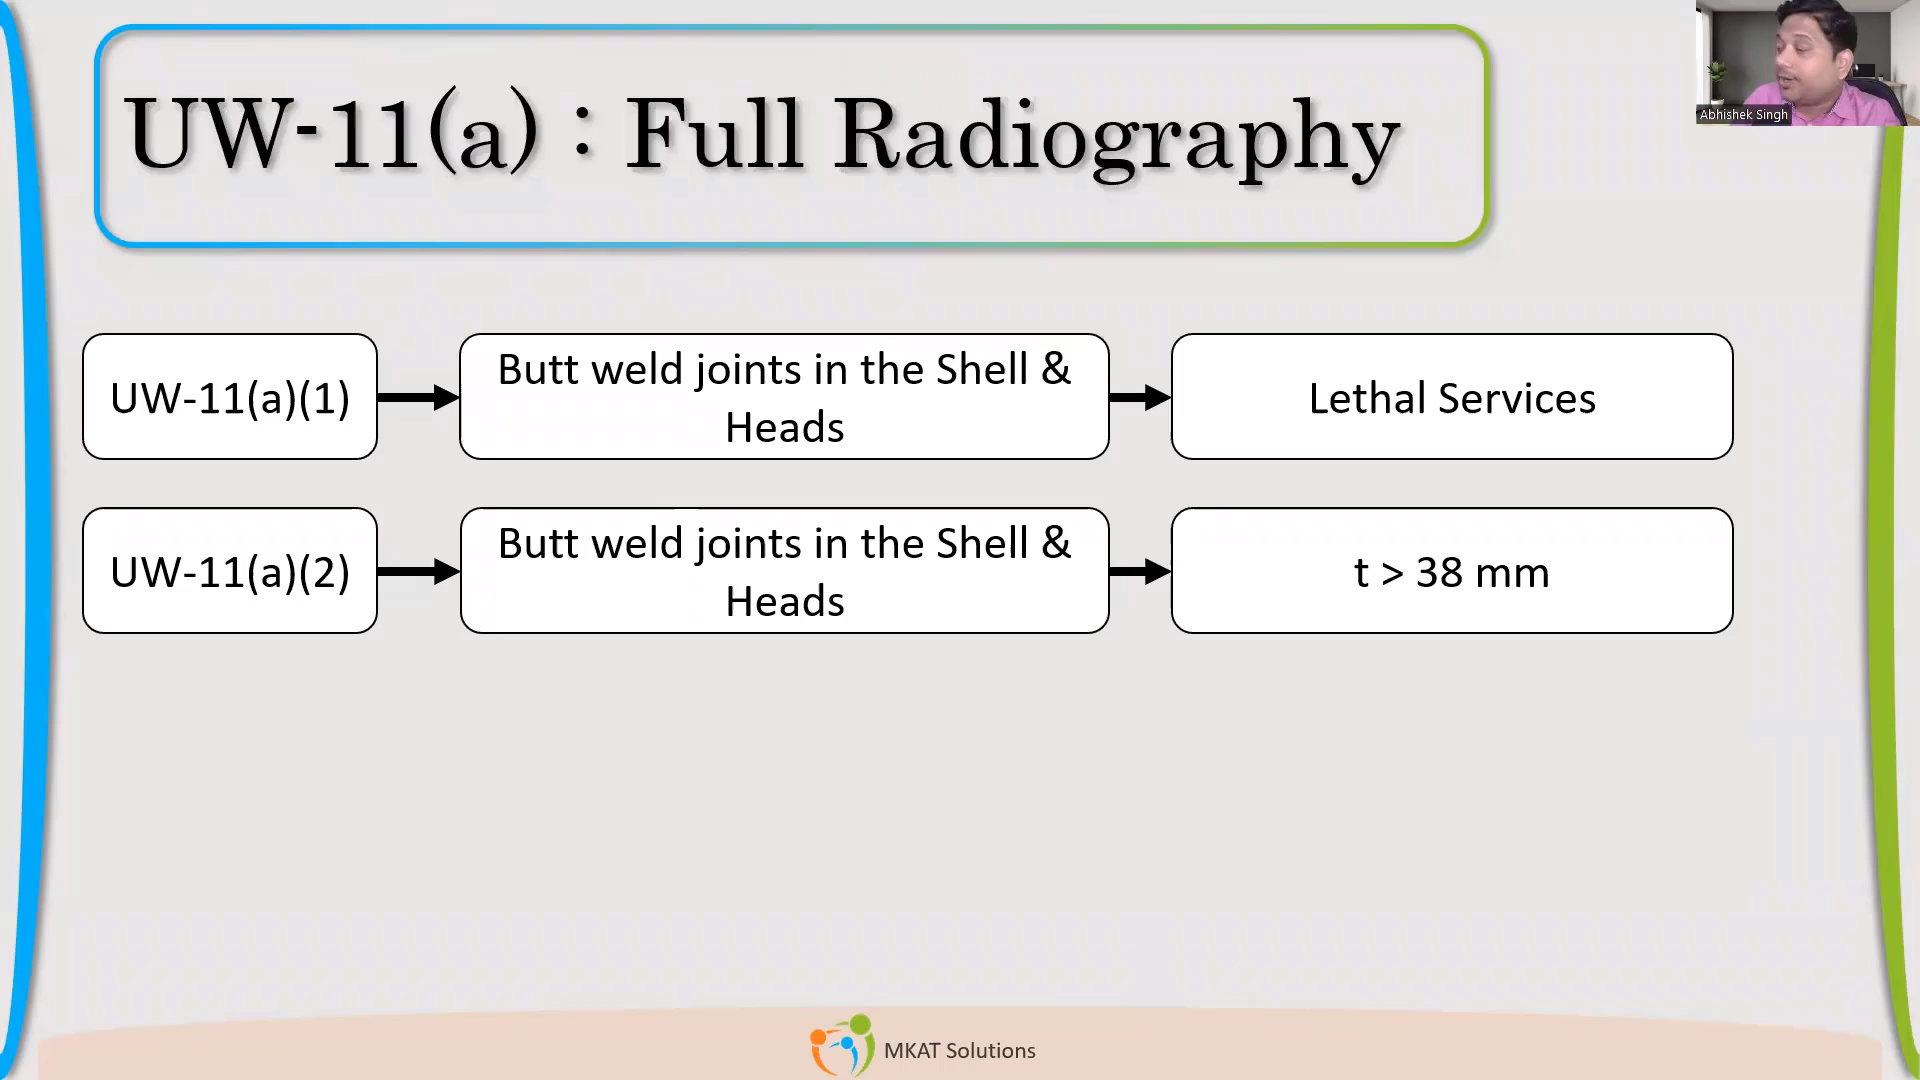 UW-11(a) : Full Radiography
Abhishek Singh
UW-11(a)(1)
Butt weld joints in the Shell &
Heads
Lethal Services
UW-11(a)(2)
Butt weld joints in the Shell &
Heads
t > 38 mm
MKAT Solutions